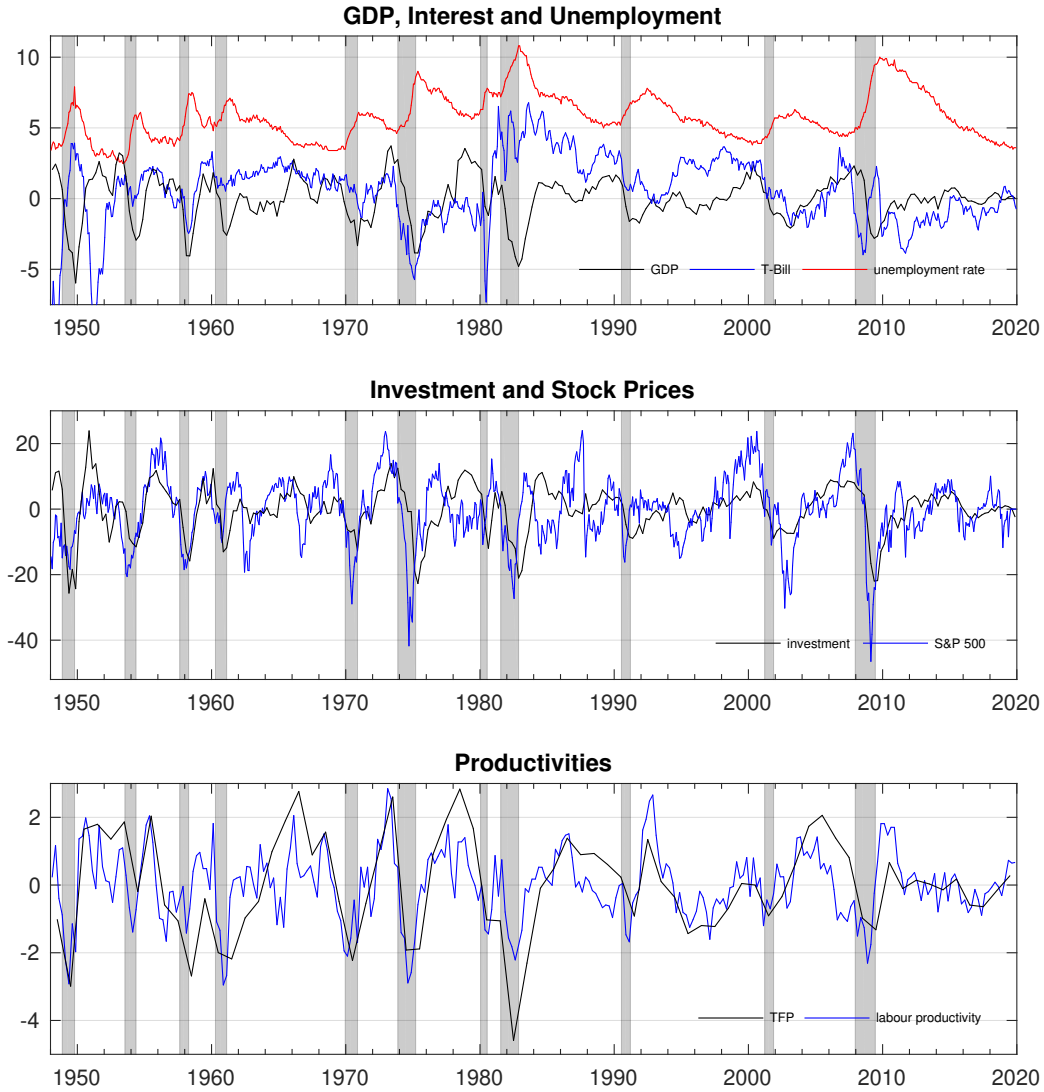 GDP, Interest and Unemployment
10
5
0
-5
GDP T-Bill unemployment rate
1950 1960 1970 1980 1990 2000 2010 2020
Investment and Stock Prices
20
0
-20
-40
investment S&P 500
1950 1960 1970 1980 1990 2000 2010 2020
Productivities
2
0
-2
-4
TFP labour productivity
1950 1960 1970 1980 1990 2000 2010 2020